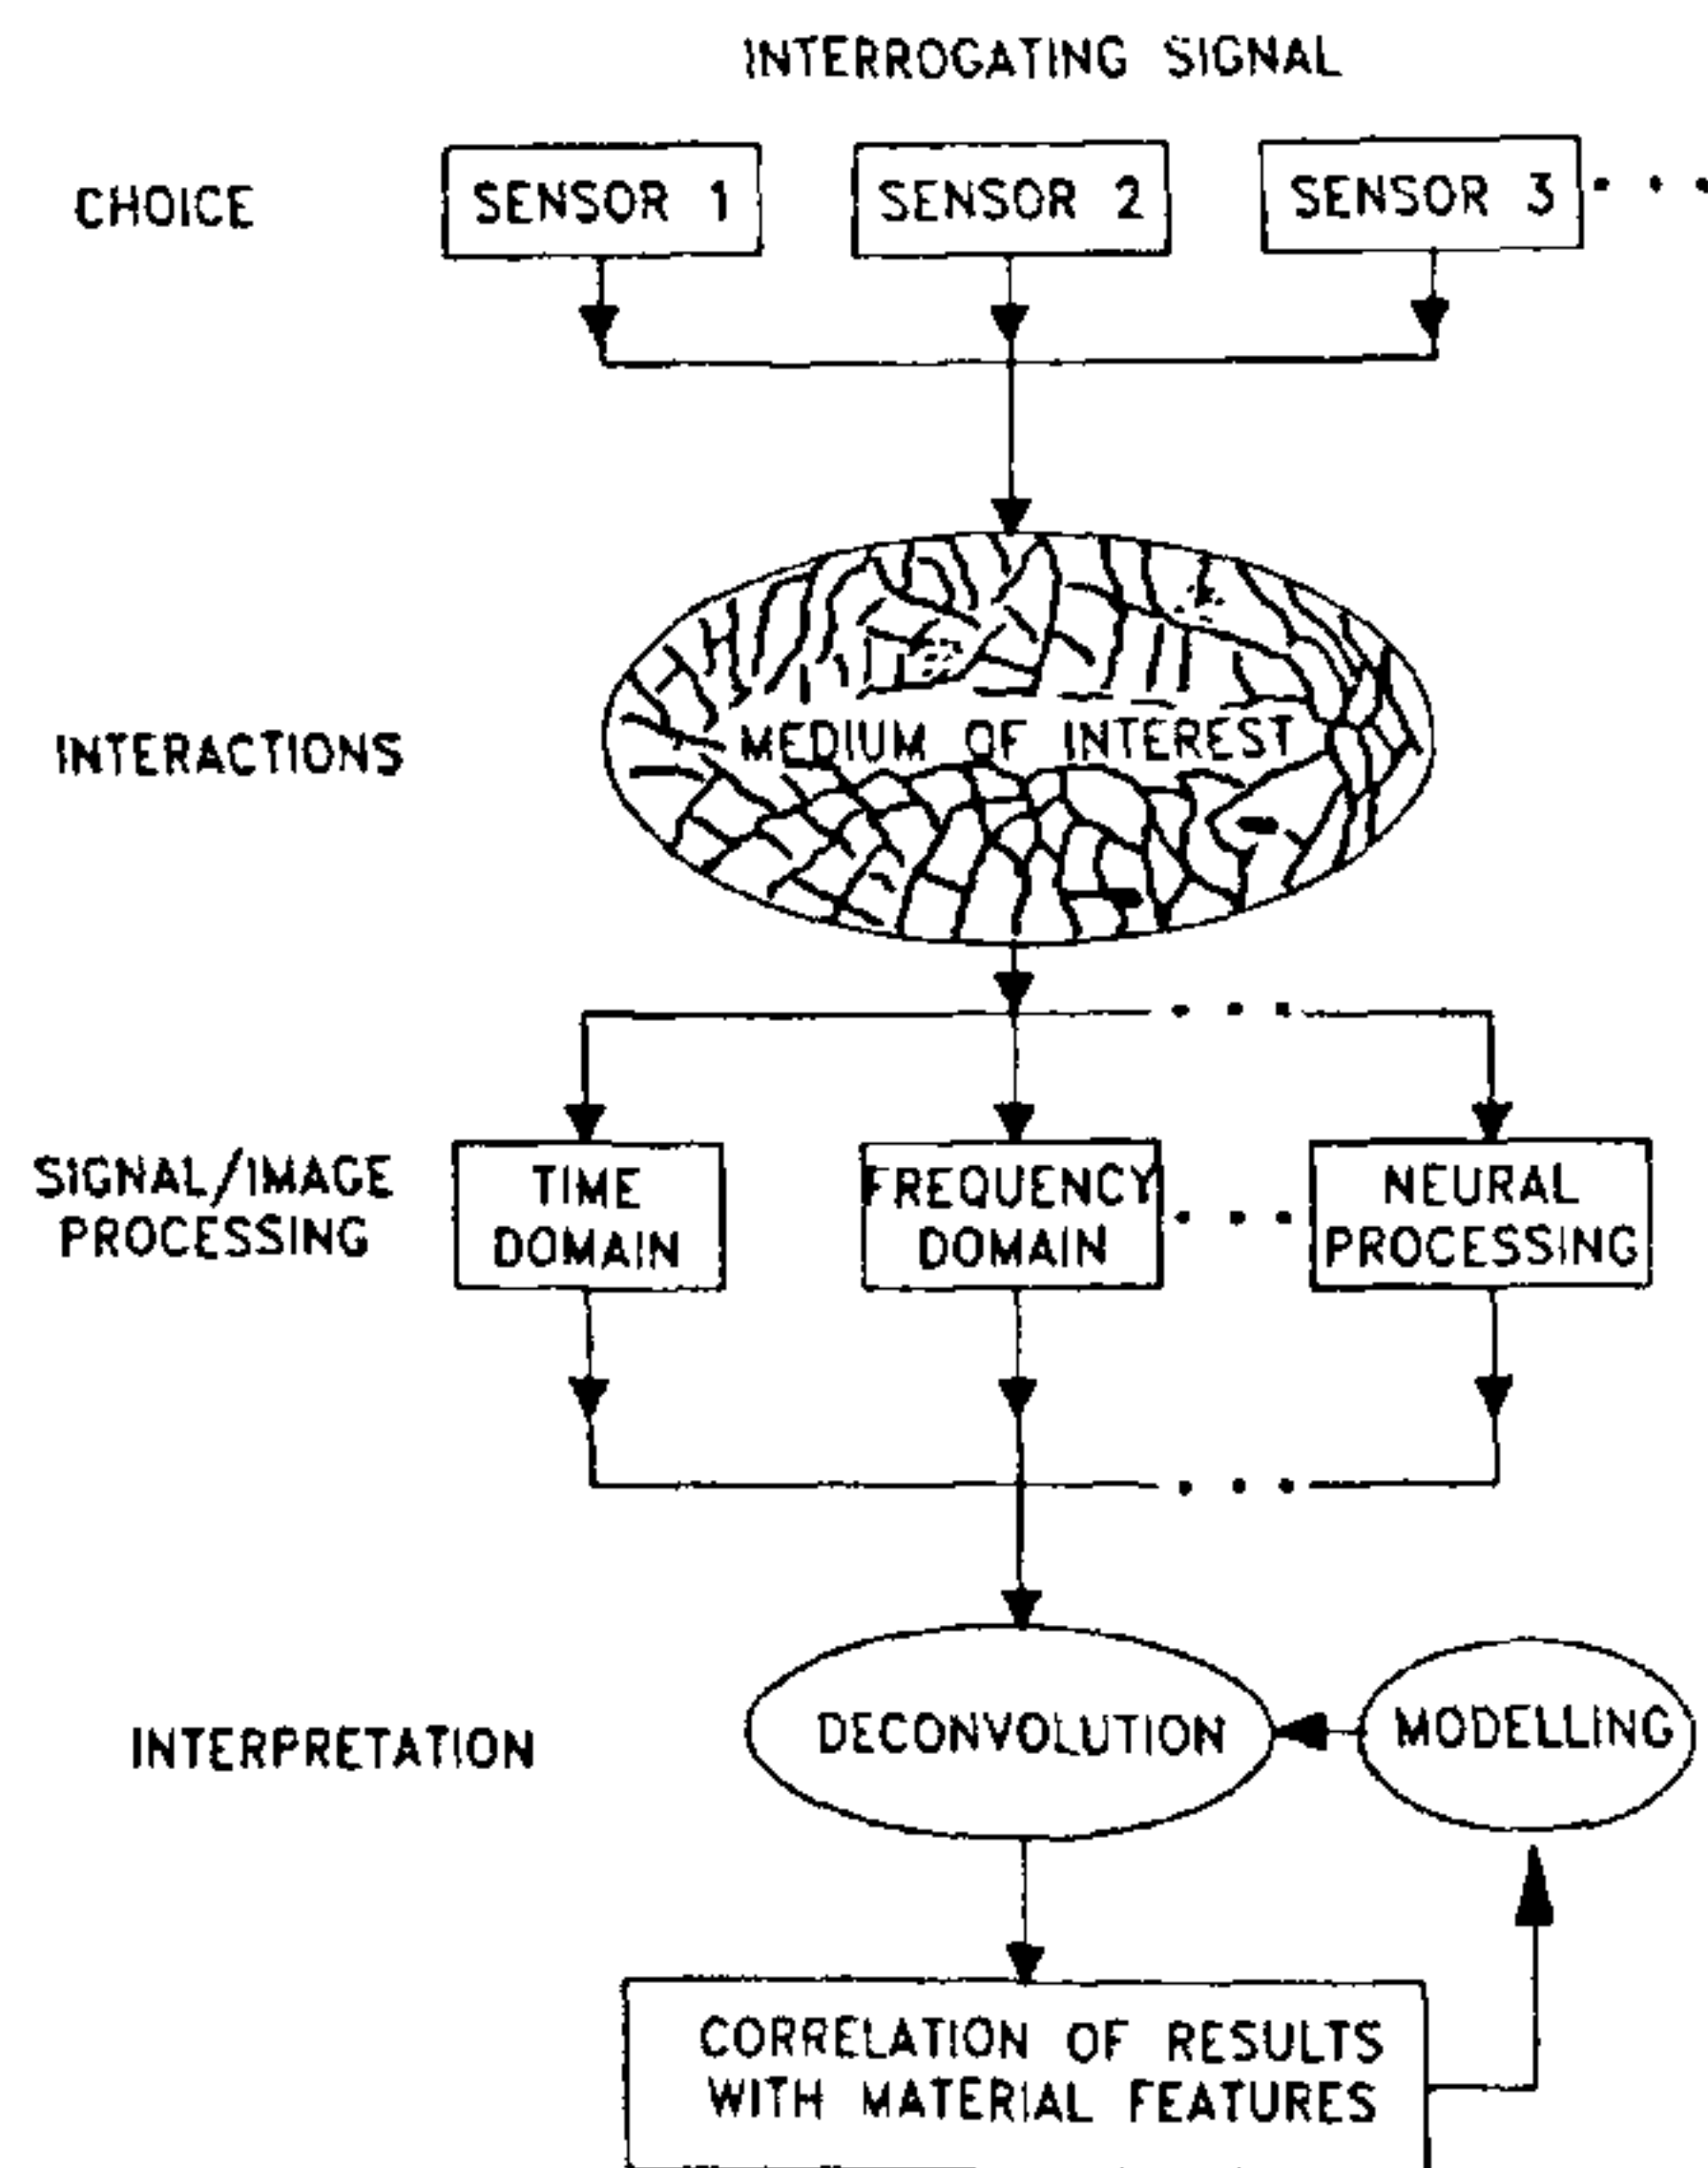 INTERROGATING SIGNAL
CHOICE
SENSOR 1
SENSOR 2
SENSOR 3
INTERACTIONS
MEDIUM OF INTEREST
SIGNAL/IMAGE
PROCESSING
TIME
DOMAIN
FREQUENCY
DOMAIN
NEURAL
PROCESSING
INTERPRETATION
DECONVOLUTION
MODELLING
CORRELATION OF RESULTS
WITH MATERIAL FEATURES